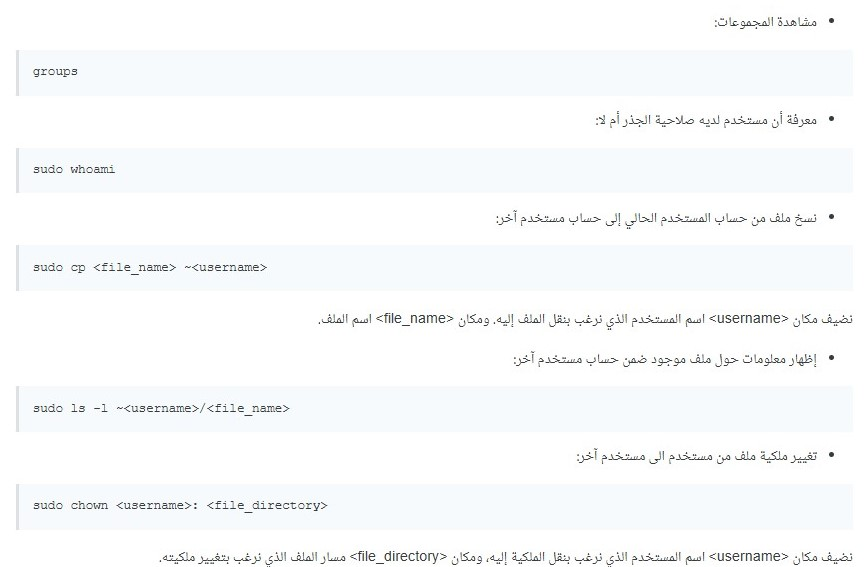 • مشاهدة المجموعات:
groups
• معرفة أن مستخدم لديه صلاحية الجذر أم لا:
sudo whoami
• نسخ ملف من حساب المستخدم الحالي إلى حساب مستخدم آخر:
sudo cp <file_name> ~<username>
نضيف مكان <username> اسم المستخدم الذي نرغب بنقل الملف إليه. ومكان <file_name> اسم الملف.
• إظهار معلومات حول ملف موجود ضمن حساب مستخدم آخر:
sudo ls -l ~<username>/<file_name>
• تغيير ملكية ملف من مستخدم الى مستخدم آخر:
sudo chown <username>: <file_directory>
نضيف مكان <username> اسم المستخدم الذي نرغب بنقل الملكية إليه، ومكان <file_directory> مسار الملف الذي نرغب بتغيير ملكيته.